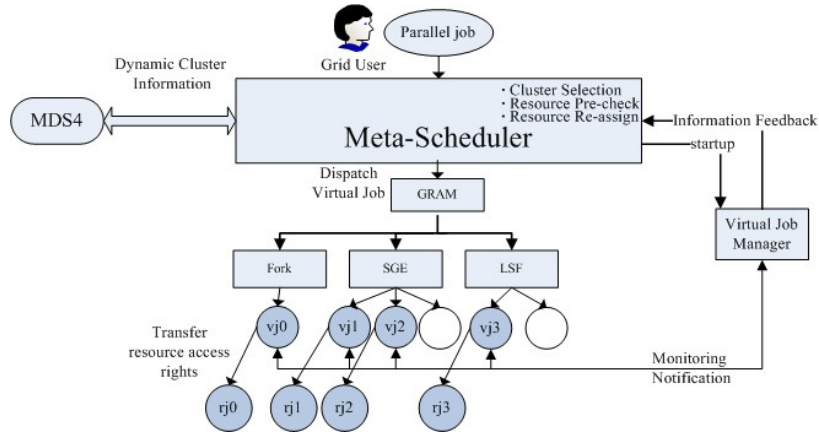 Parallel job
Grid User
Dynamic Cluster
Information
· Cluster Selection
· Resource Pre-check
· Resource Re-assign
MDS4
Meta-Scheduler
Information Feedback
startup
Dispatch
Virtual Job
GRAM
Virtual Job
Manager
Fork
SGE
LSF
vj0
vj1
vj2
vj3
Transfer
resource access
rights
Monitoring
Notification
rj0
rj1
rj2
rj3